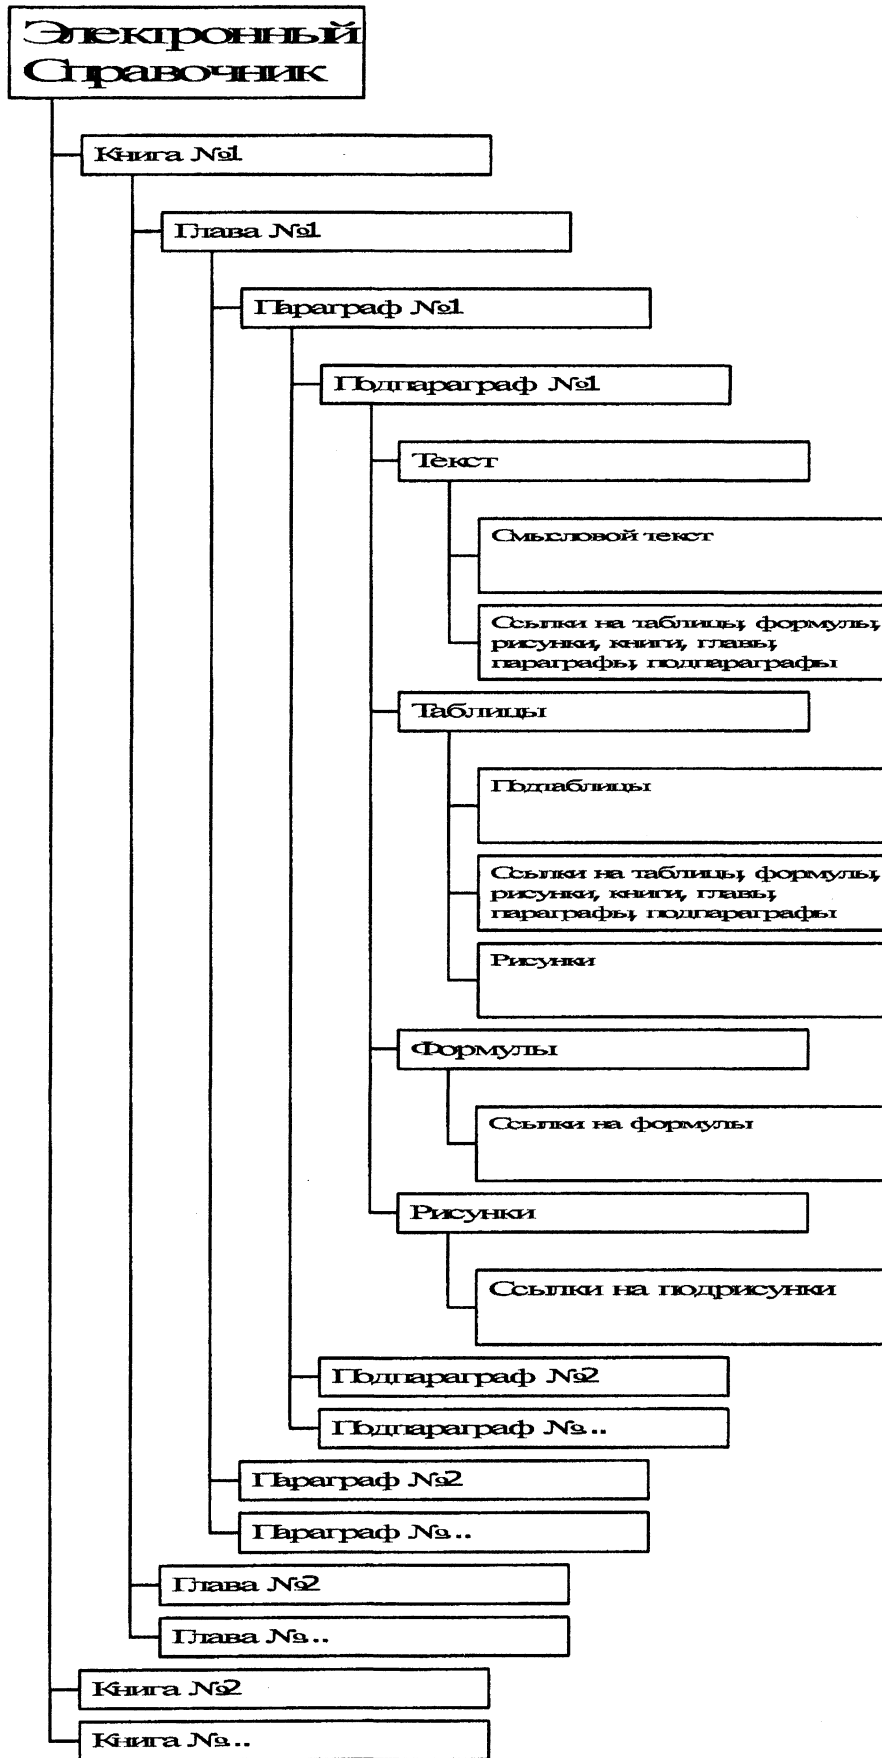 Электронный
Справочник
Книга №1
Глава №1
Параграф №1
Подпараграф №1
Текст
Смысловой текст
Ссылки на таблицы, формулы,
рисунки, книги, главы,
параграфы, подпараграфы
Таблицы
Подтаблицы
Ссылки на таблицы, формулы,
рисунки, книги, главы,
параграфы, подпараграфы
Рисунки
Формулы
Ссылки на формулы
Рисунки
Ссылки на подрисунки
Подпараграф №2
Подпараграф №...
Параграф №2
Параграф №...
Глава №2
Глава №...
Книга №2
Книга №...